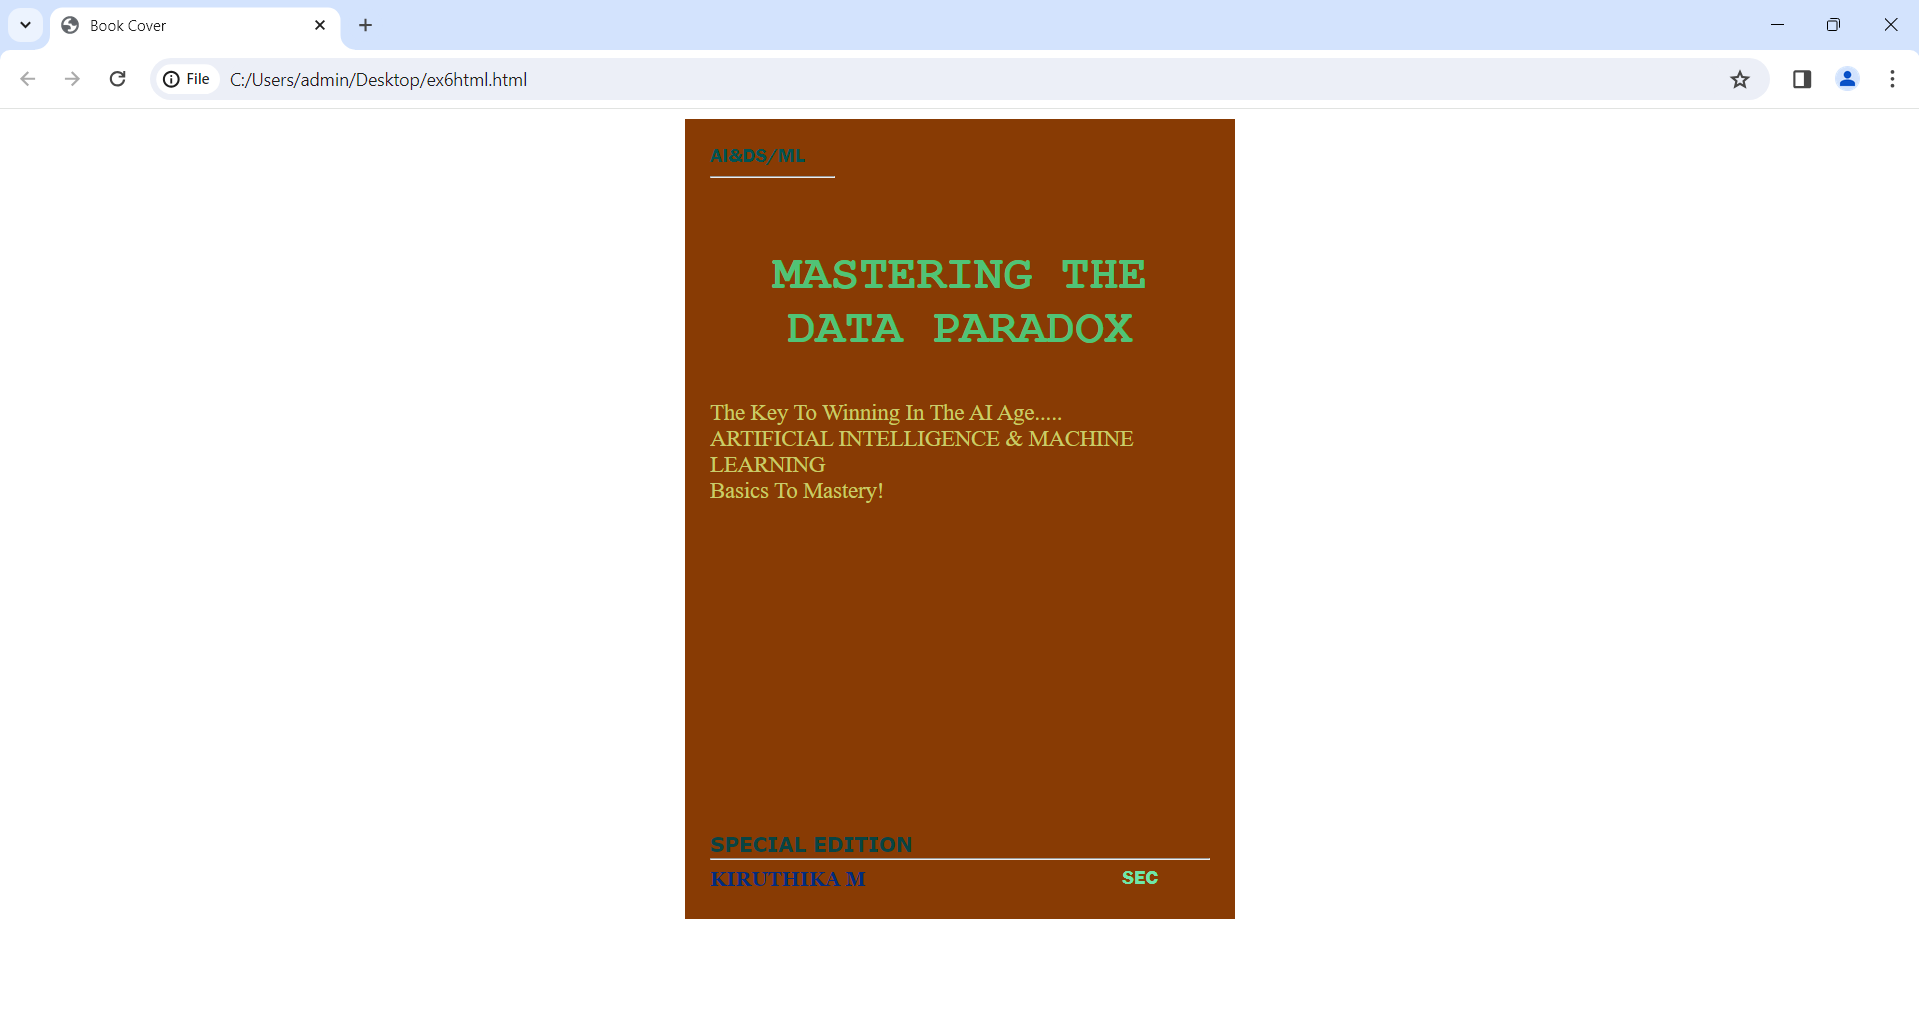 Book Cover
File C:/Users/admin/Desktop/ex6html.html
AI&DS/ML
MASTERING THE
DATA PARADOX
The Key To Winning In The AI Age.....
ARTIFICIAL INTELLIGENCE & MACHINE
LEARNING
Basics To Mastery!
SPECIAL EDITION
KIRUTHIKA M SEC